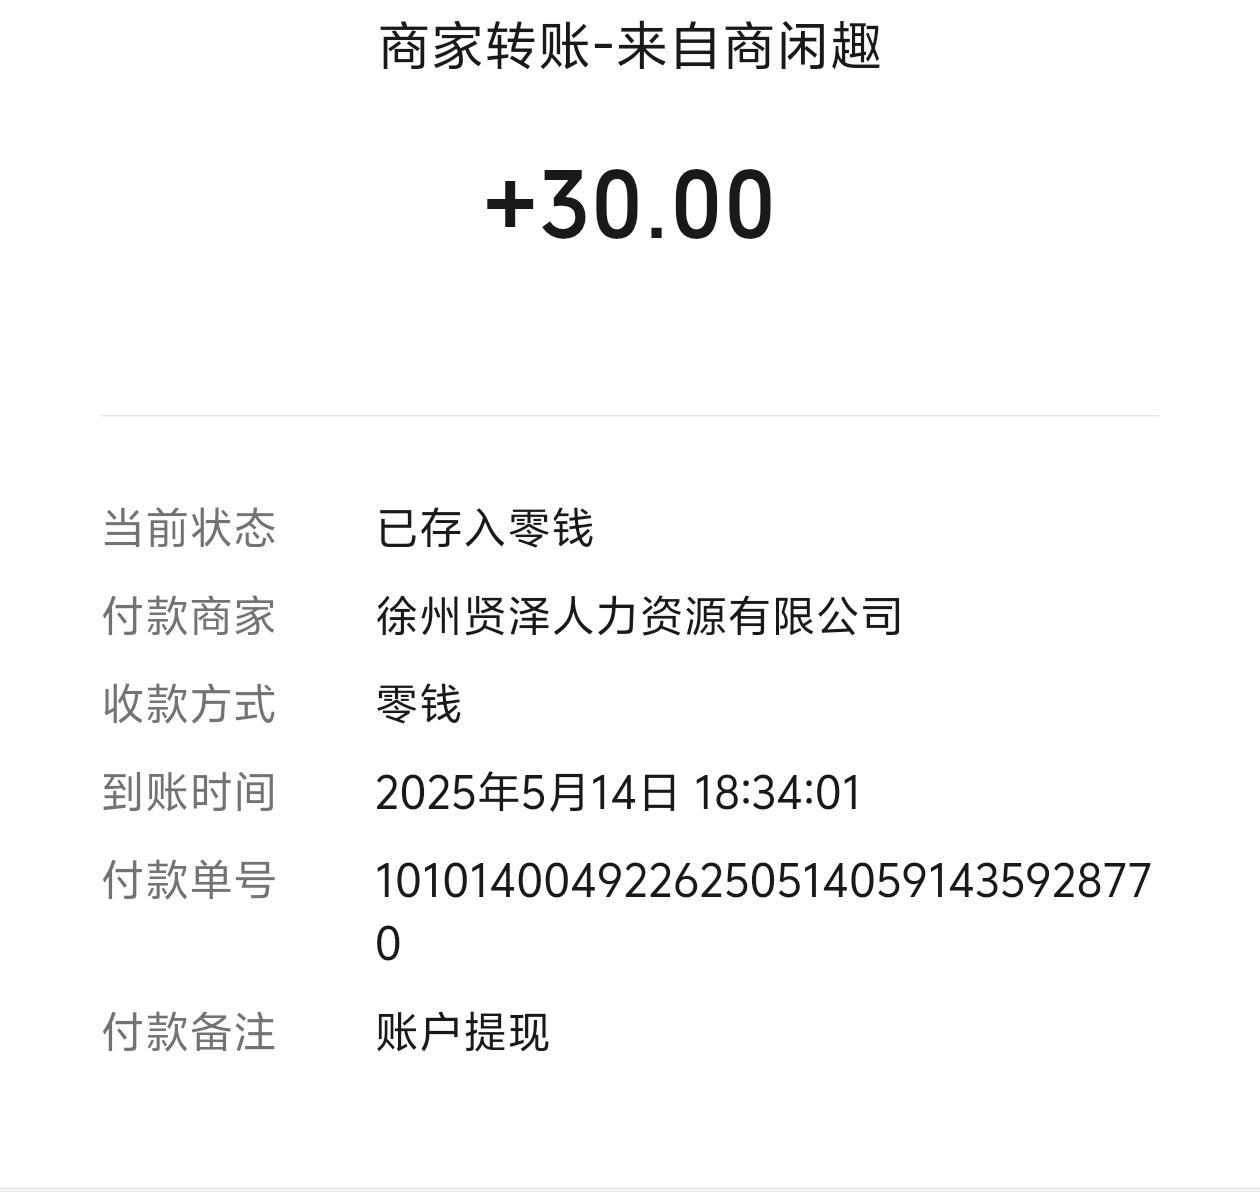 商家转账-来自商闲趣
+30.00
当前状态 已存入零钱
付款商家 徐州贤泽人力资源有限公司
收款方式 零钱
到账时间 2025年5月14日 18:34:01
付款单号 101014004922625051405914359287​7
0
付款备注 账户提现